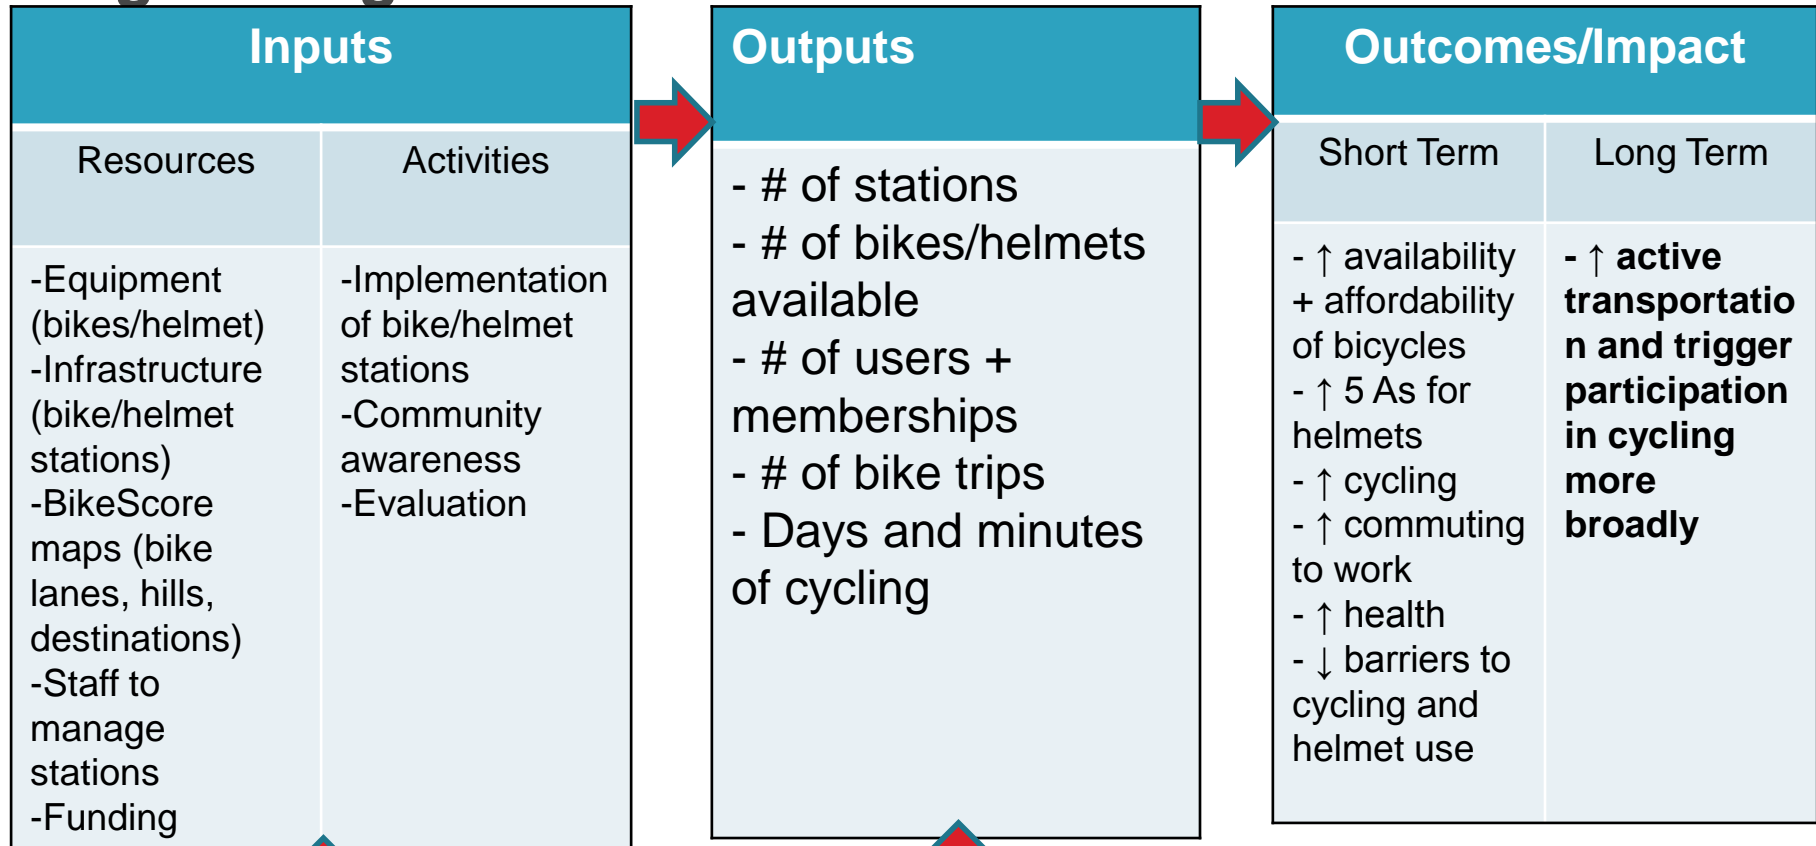 Inputs
Resources
Activities
-Equipment
(bikes/helmet)
-Infrastructure
(bike/helmet
stations)
-BikeScore
maps (bike
lanes, hills,
destinations)
-Staff to
manage
stations
-Funding
-Implementation
of bike/helmet
stations
-Community
awareness
-Evaluation
Outputs
- # of stations
- # of bikes/helmets
available
- # of users +
memberships
- # of bike trips
- Days and minutes
of cycling
Outcomes/Impact
Short Term
Long Term
- ↑ availability
+ affordability
of bicycles
- ↑ 5 As for
helmets
- ↑ cycling
- ↑ commuting
to work
- ↑ health
- ↓ barriers to
cycling and
helmet use
- ↑ active
transportatio
n and trigger
participation
in cycling
more
broadly